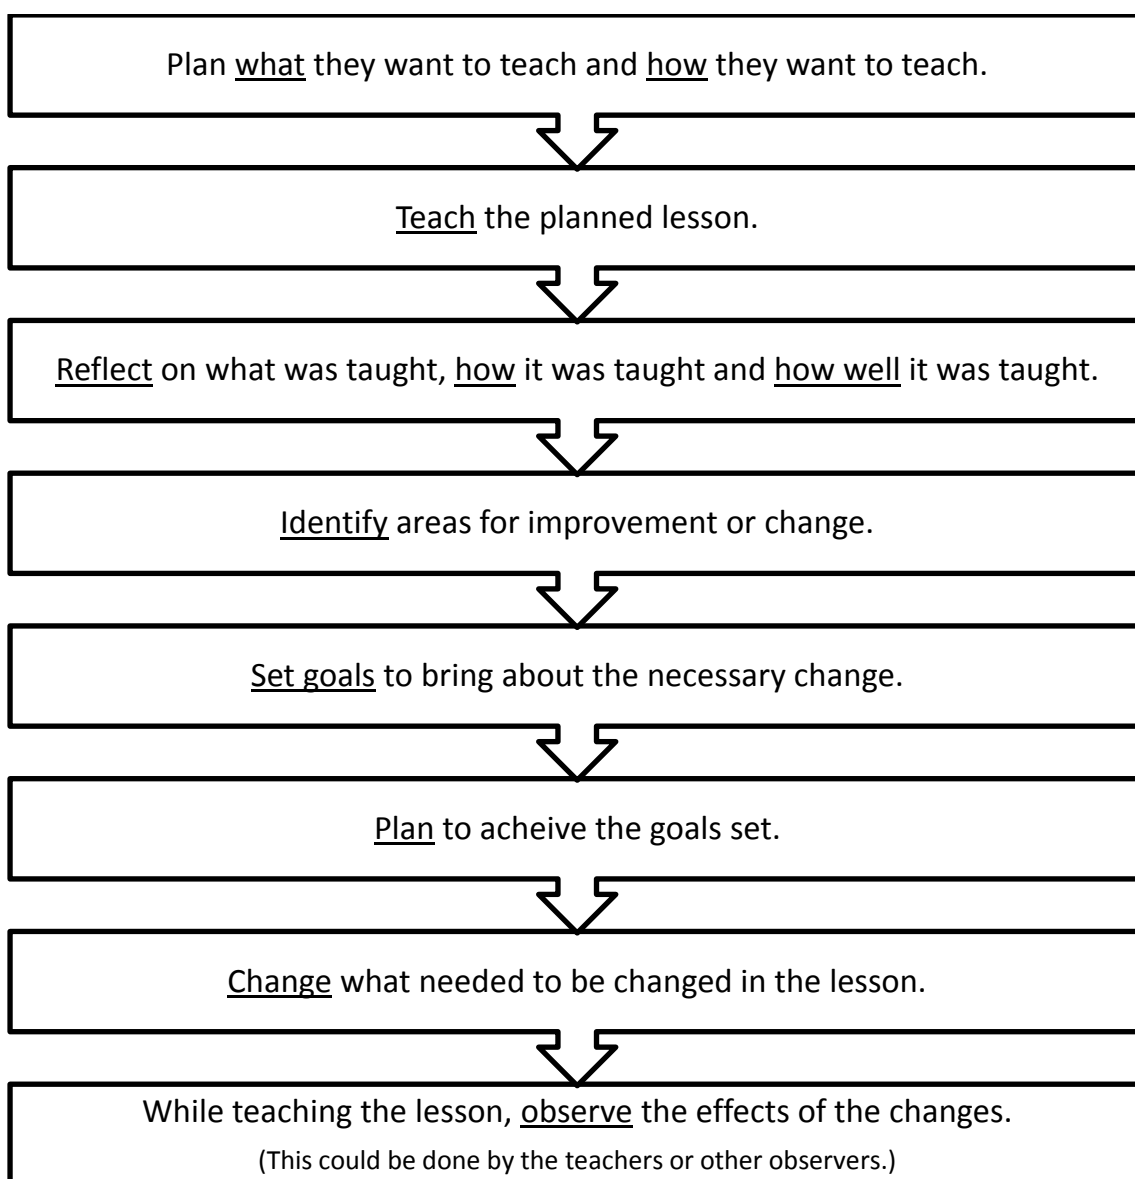 Plan what they want to teach and how they want to teach.
Teach the planned lesson.
Reflect on what was taught, how it was taught and how well it was taught.
Identify areas for improvement or change.
Set goals to bring about the necessary change.
Plan to acheive the goals set.
Change what needed to be changed in the lesson.
While teaching the lesson, observe the effects of the changes.
(This could be done by the teachers or other observers.)